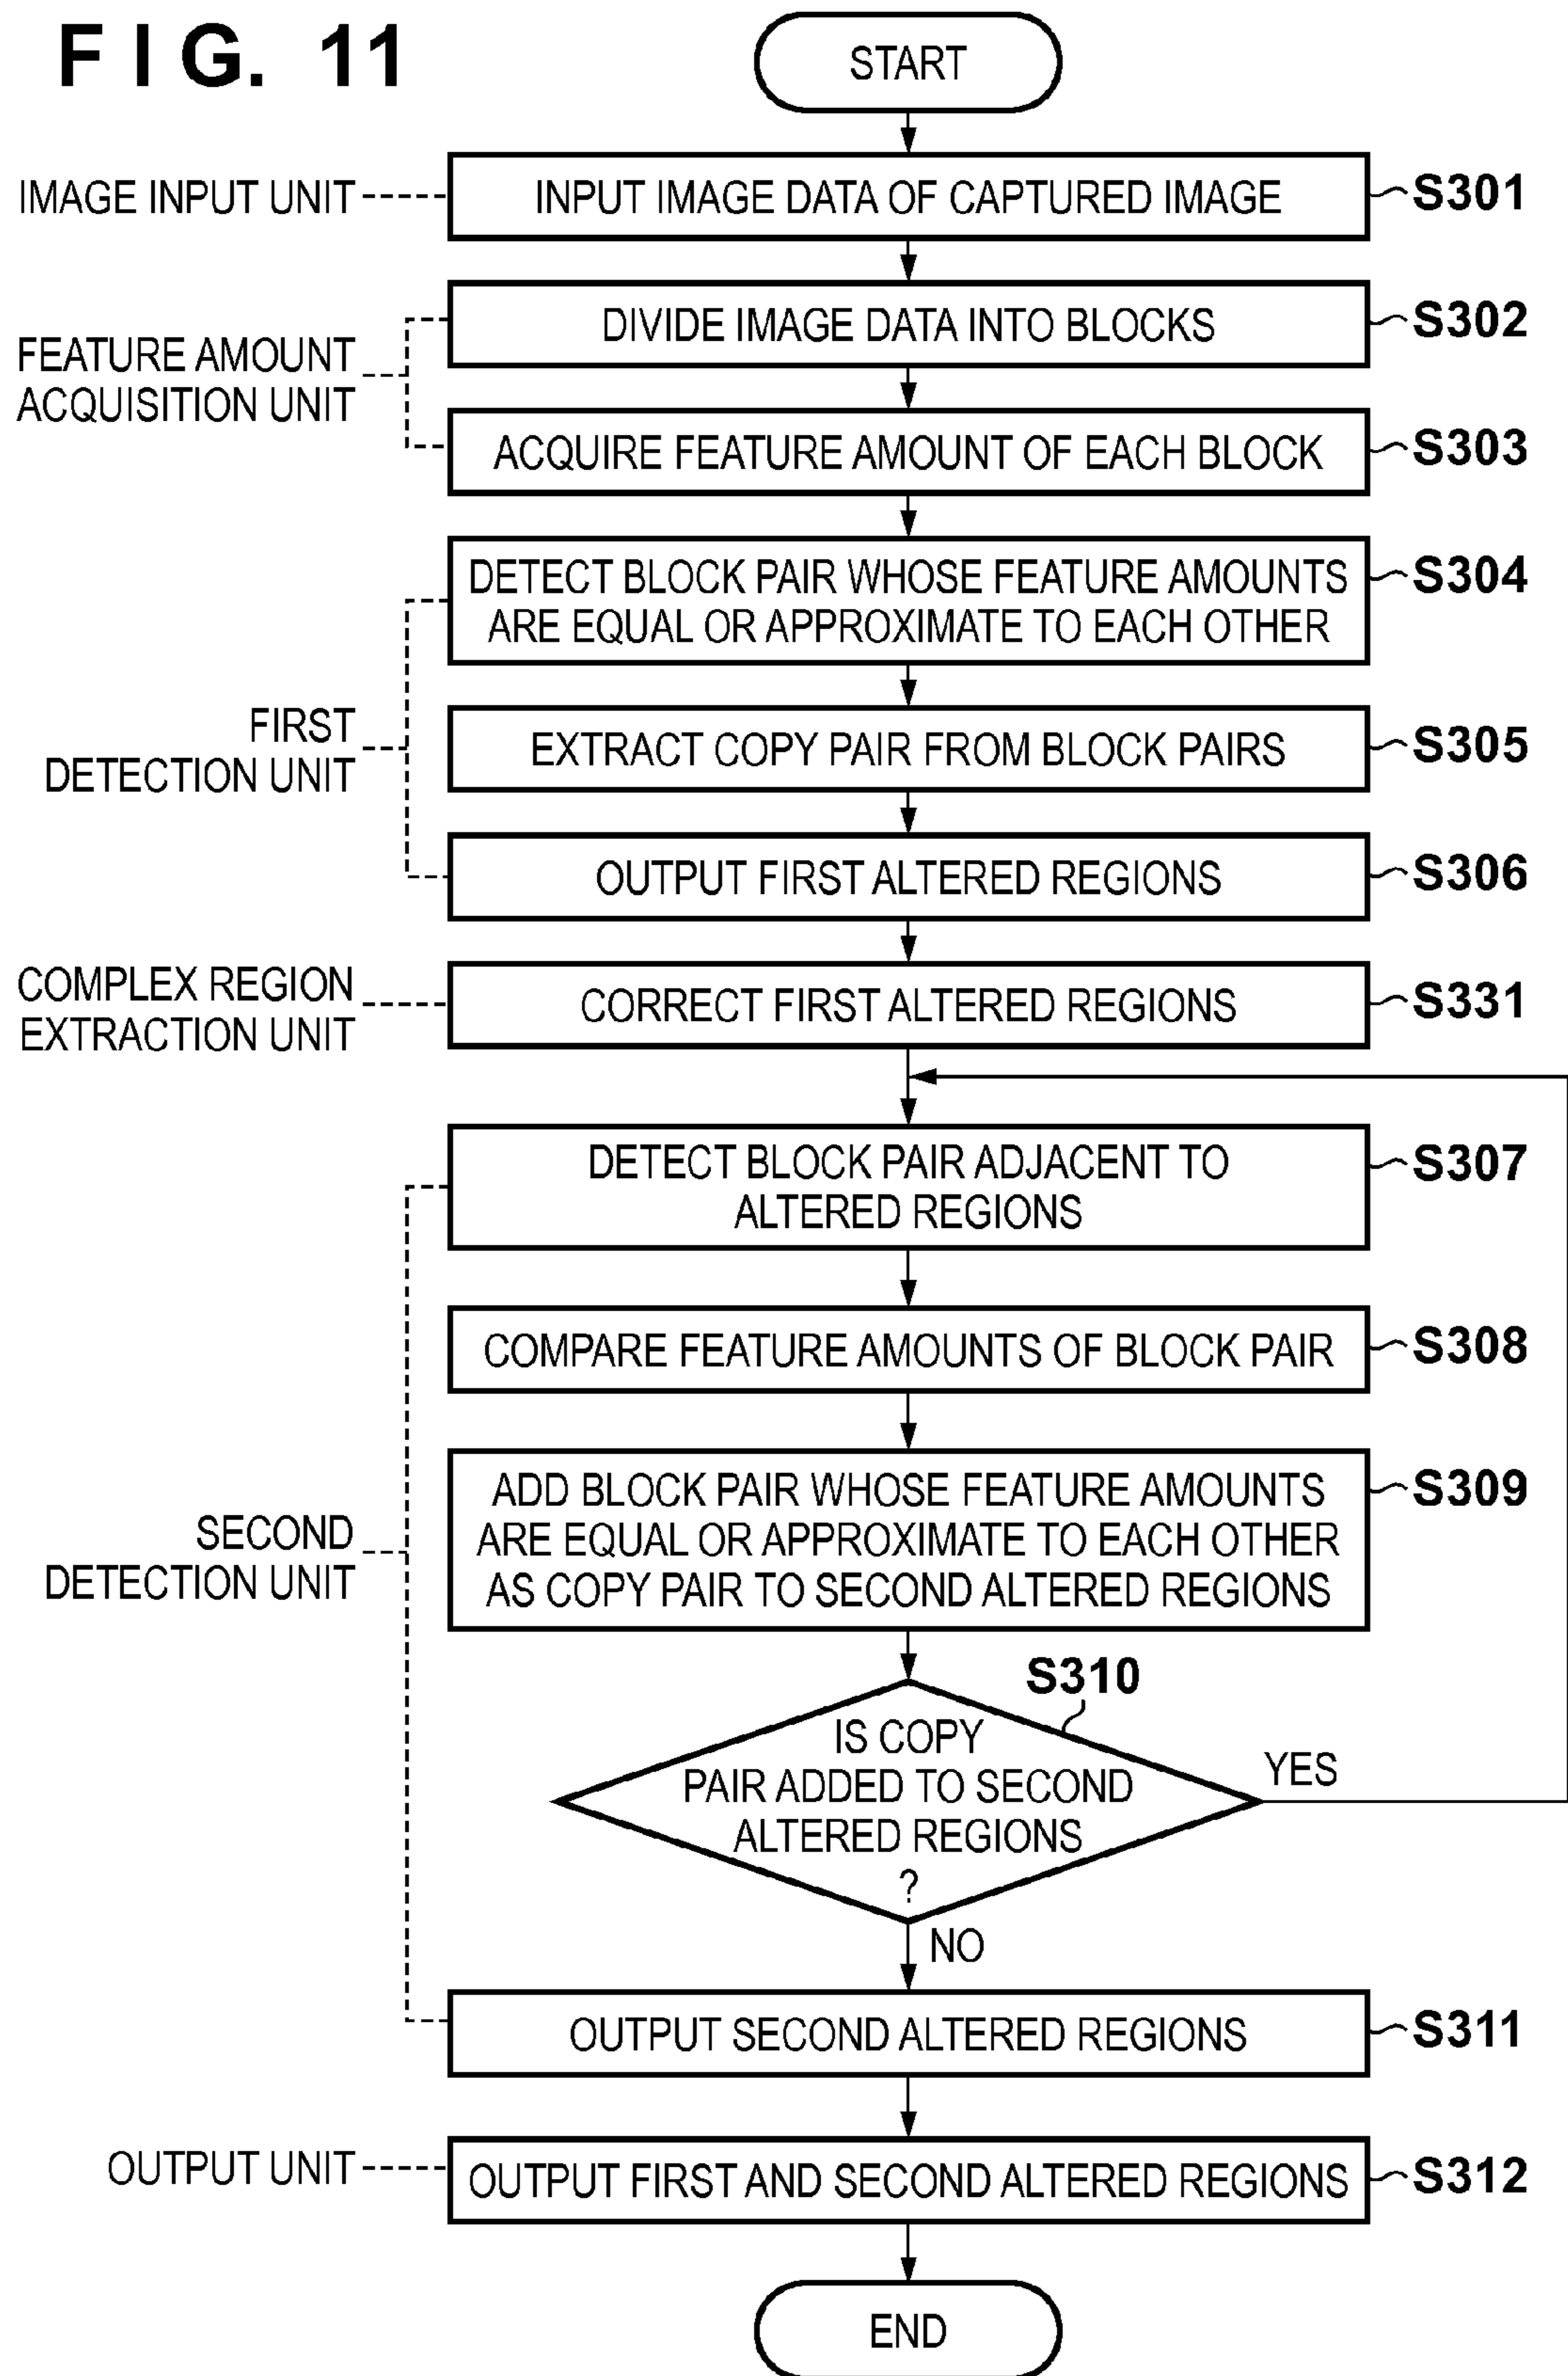 FIG. 11
START
IMAGE INPUT UNIT
INPUT IMAGE DATA OF CAPTURED IMAGE
S301
FEATURE AMOUNT
ACQUISITION UNIT
DIVIDE IMAGE DATA INTO BLOCKS
S302
ACQUIRE FEATURE AMOUNT OF EACH BLOCK
S303
FIRST
DETECTION UNIT
DETECT BLOCK PAIR WHOSE FEATURE AMOUNTS
ARE EQUAL OR APPROXIMATE TO EACH OTHER
S304
EXTRACT COPY PAIR FROM BLOCK PAIRS
S305
OUTPUT FIRST ALTERED REGIONS
S306
COMPLEX REGION
EXTRACTION UNIT
CORRECT FIRST ALTERED REGIONS
S331
SECOND
DETECTION UNIT
DETECT BLOCK PAIR ADJACENT TO
ALTERED REGIONS
S307
COMPARE FEATURE AMOUNTS OF BLOCK PAIR
S308
ADD BLOCK PAIR WHOSE FEATURE AMOUNTS
ARE EQUAL OR APPROXIMATE TO EACH OTHER
AS COPY PAIR TO SECOND ALTERED REGIONS
S309
S310
IS COPY
PAIR ADDED TO SECOND
ALTERED REGIONS
?
YES
NO
OUTPUT SECOND ALTERED REGIONS
S311
OUTPUT UNIT
OUTPUT FIRST AND SECOND ALTERED REGIONS
S312
END